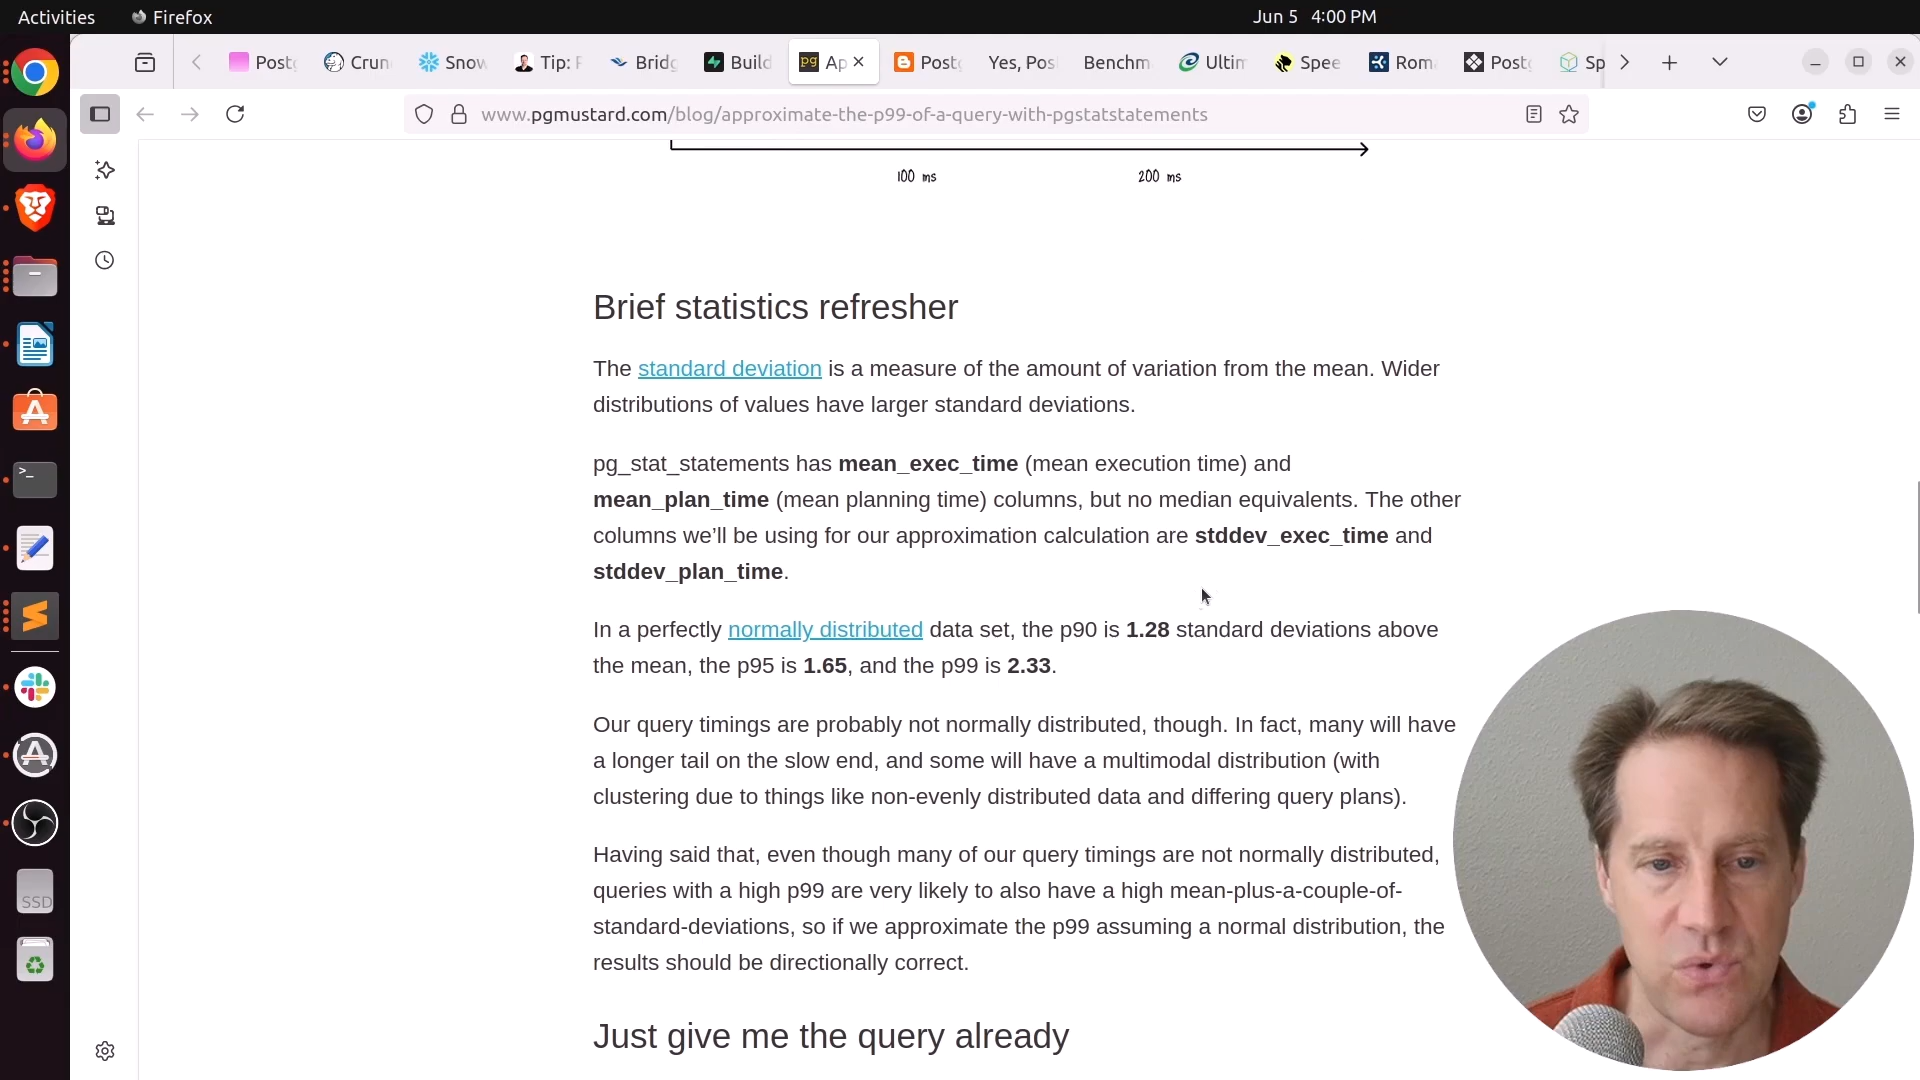 Activities
Firefox
Jun 5 4:00 PM
Postg
Crun
Snow
Tip: F
Bridg
Build
pg Ap
Postg
Yes, Pos
Benchm
Ultim
Spee
Rom
Postg
Sp
www.pgmustard.com/blog/approximate-the-p99-of-a-query-with-pgstatstatements
100 ms
200 ms
Brief statistics refresher
The standard deviation is a measure of the amount of variation from the mean. Wider
distributions of values have larger standard deviations.
pg_stat_statements has mean_exec_time (mean execution time) and
mean_plan_time (mean planning time) columns, but no median equivalents. The other
columns we’ll be using for our approximation calculation are stddev_exec_time and
stddev_plan_time.
In a perfectly normally distributed data set, the p90 is 1.28 standard deviations above
the mean, the p95 is 1.65, and the p99 is 2.33.
Our query timings are probably not normally distributed, though. In fact, many will have
a longer tail on the slow end, and some will have a multimodal distribution (with
clustering due to things like non-evenly distributed data and differing query plans).
Having said that, even though many of our query timings are not normally distributed,
queries with a high p99 are very likely to also have a high mean-plus-a-couple-of-
standard-deviations, so if we approximate the p99 assuming a normal distribution, the
results should be directionally correct.
Just give me the query already
SSD